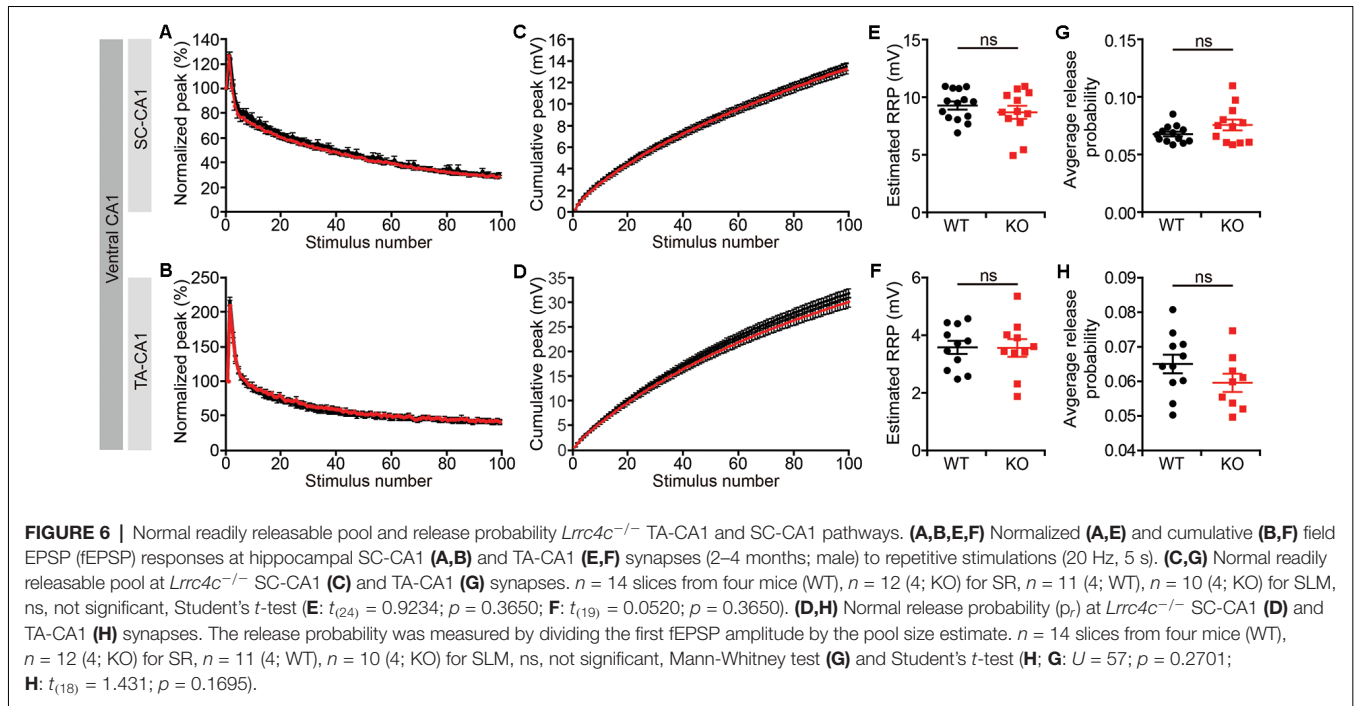 Ventral CA1
SC-CA1
TA-CA1
A
Normalized peak (%)
140
120
100
80
60
40
20
0
0 20 40 60 80 100
Stimulus number
C
Cumulative peak (mV)
16
14
12
10
8
6
4
2
0
0 20 40 60 80 100
Stimulus number
E
Estimated RRP (mV)
15
10
5
0
ns
WT KO
G
Avgerage release
probability
0.15
0.10
0.05
0.00
ns
WT KO
B
Normalized peak (%)
250
200
150
100
50
0
0 20 40 60 80 100
Stimulus number
D
Cumulative peak (mV)
35
30
25
20
15
10
5
0
0 20 40 60 80 100
Stimulus number
F
Estimated RRP (mV)
6
4
2
0
ns
WT KO
H
Avgerage release
probability
0.09
0.08
0.07
0.06
0.05
0.04
ns
WT KO
FIGURE 6 | Normal readily releasable pool and release probability Lrrc4c−/− TA-CA1 and SC-CA1 pathways. (A,B,E,F) Normalized (A,E) and cumulative (B,F) field
EPSP (fEPSP) responses at hippocampal SC-CA1 (A,B) and TA-CA1 (E,F) synapses (2–4 months; male) to repetitive stimulations (20 Hz, 5 s). (C,G) Normal readily
releasable pool at Lrrc4c−/− SC-CA1 (C) and TA-CA1 (G) synapses. n = 14 slices from four mice (WT), n = 12 (4; KO) for SR, n = 11 (4; WT), n = 10 (4; KO) for SLM,
ns, not significant, Student's t-test (E: t(24) = 0.9234; p = 0.3650; F: t(19) = 0.0520; p = 0.3650). (D,H) Normal release probability (pr) at Lrrc4c−/− SC-CA1 (D) and
TA-CA1 (H) synapses. The release probability was measured by dividing the first fEPSP amplitude by the pool size estimate. n = 14 slices from four mice (WT),
n = 12 (4; KO) for SR, n = 11 (4; WT), n = 10 (4; KO) for SLM, ns, not significant, Mann-Whitney test (G) and Student's t-test (H; G: U = 57; p = 0.2701;
H: t(18) = 1.431; p = 0.1695).